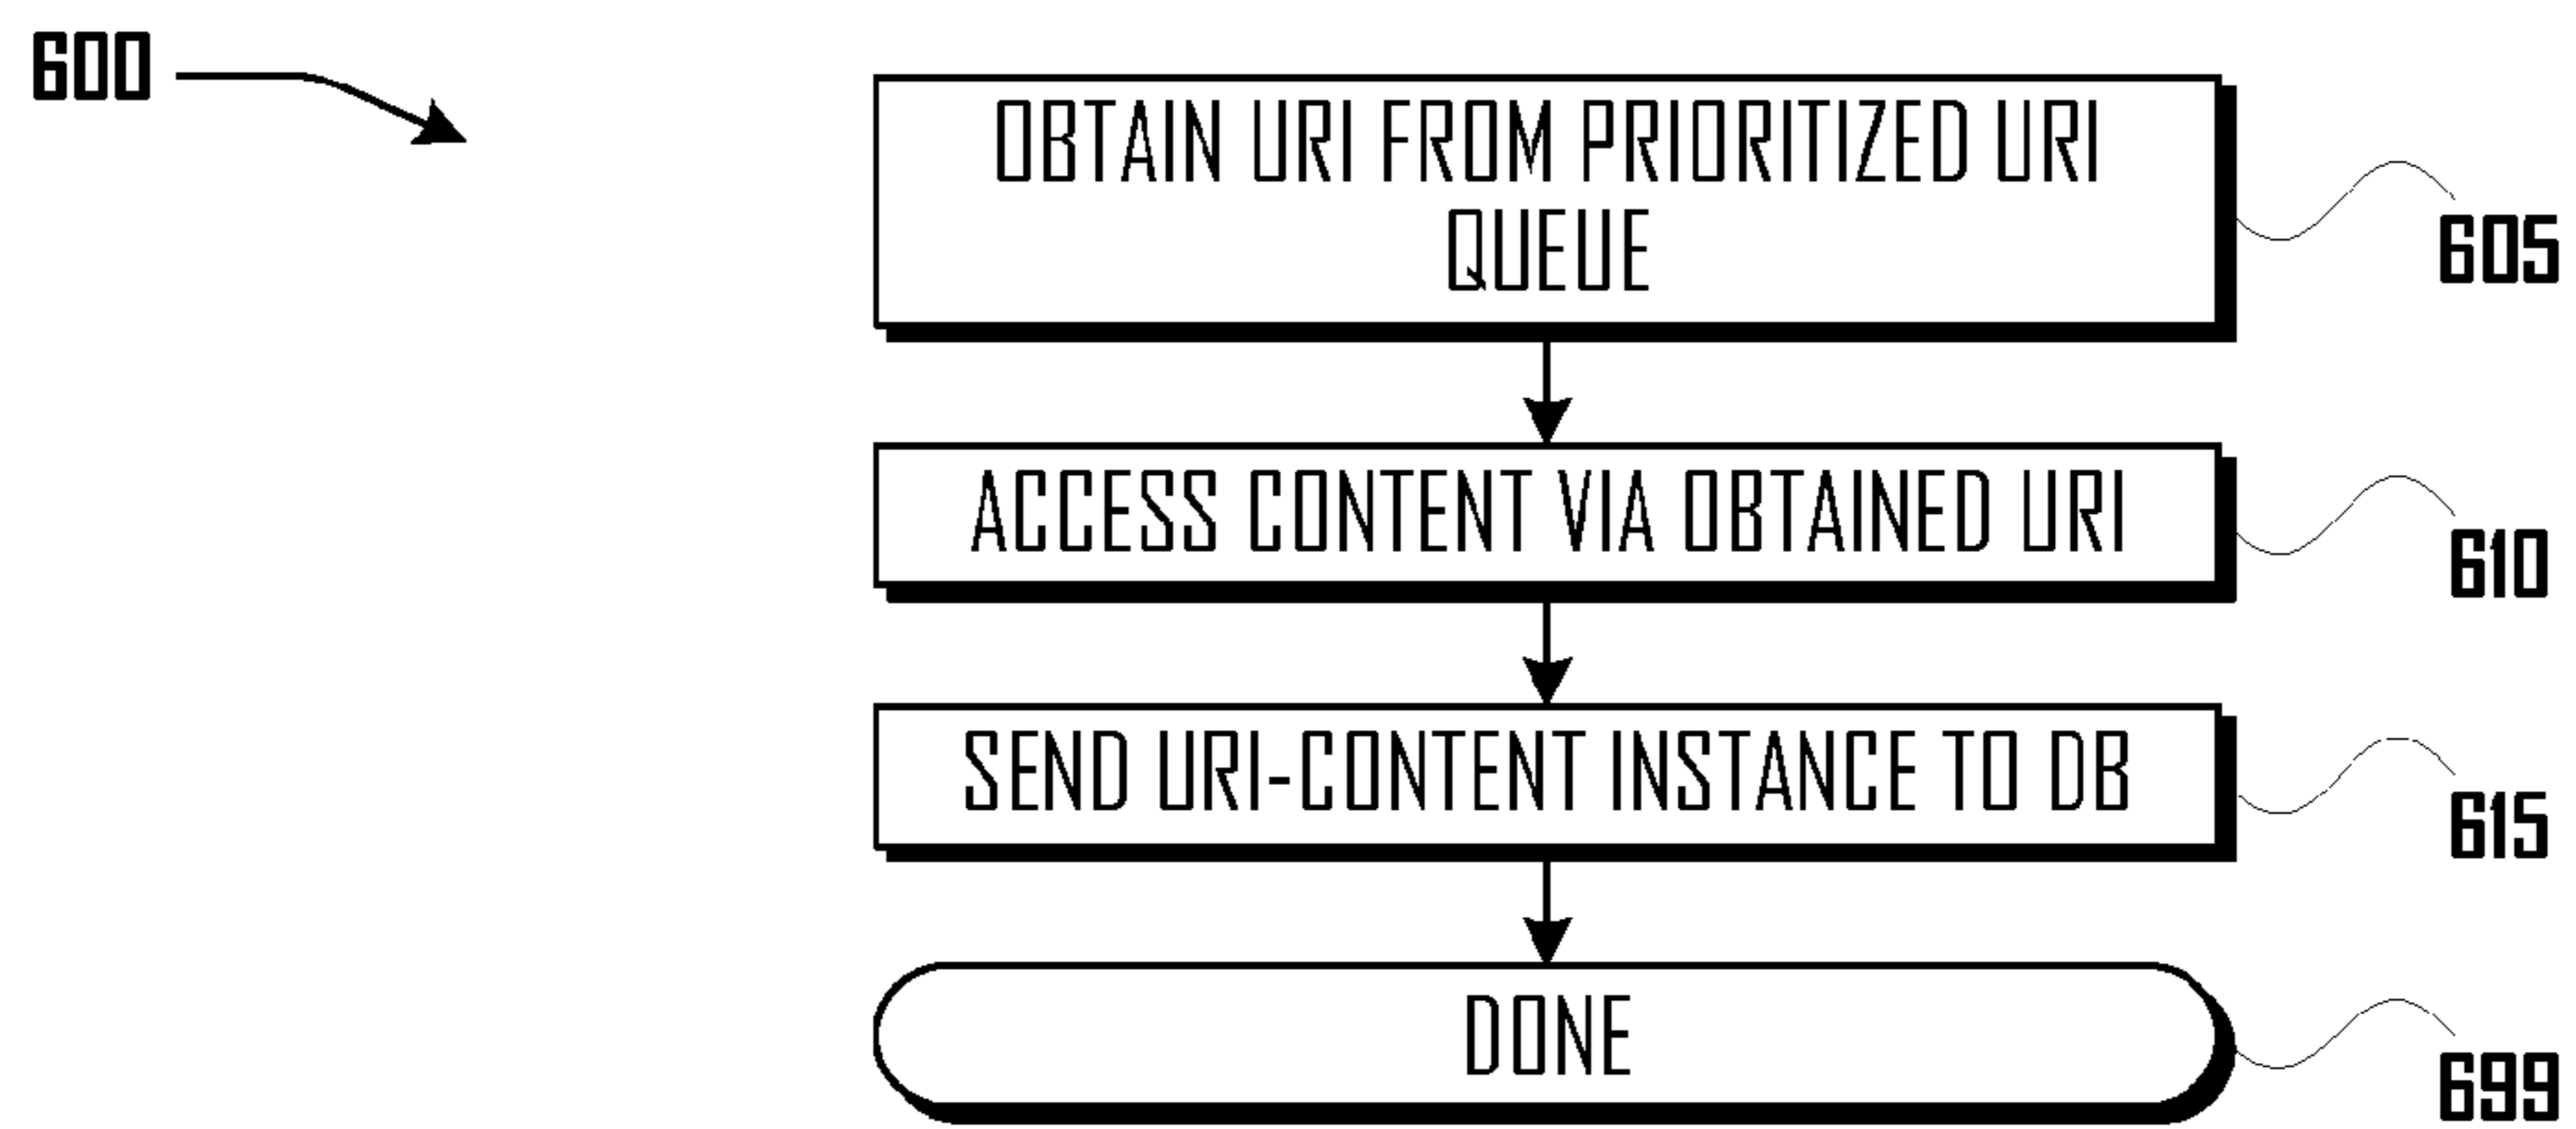 600
OBTAIN URI FROM PRIORITIZED URI
QUEUE
605
ACCESS CONTENT VIA OBTAINED URI
610
SEND URI-CONTENT INSTANCE TO DB
615
DONE
699